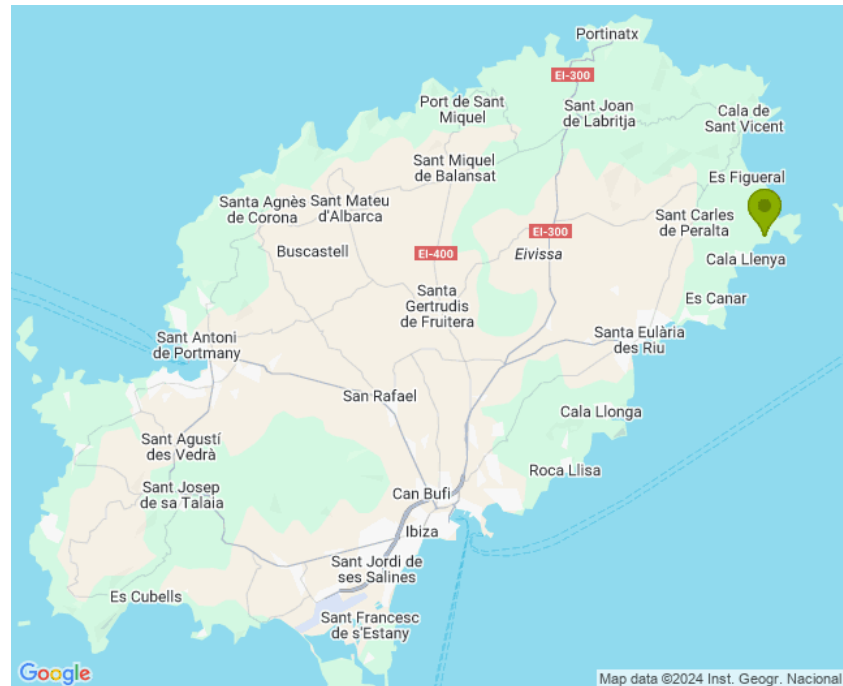 Portinatx
EI-300
Port de Sant
Miquel
Sant Joan
de Labritja
Cala de
Sant Vicent
Sant Miquel
de Balansat
Es Figueral
Santa Agnès
de Corona
Sant Mateu
d'Albarca
Sant Carles
de Peralta
EI-300
Buscastell
EI-400
Eivissa
Cala Llenya
Santa
Gertrudis
de Fruitera
Es Canar
Sant Antoni
de Portmany
Santa Eulària
des Riu
San Rafael
Cala Llonga
Sant Agustí
des Vedrà
Roca Llisa
Sant Josep
de sa Talaia
Can Bufi
Ibiza
Sant Jordi de
ses Salines
Es Cubells
Sant Francesc
de s'Estany
Google
Map data ©2024 Inst. Geogr. Nacional